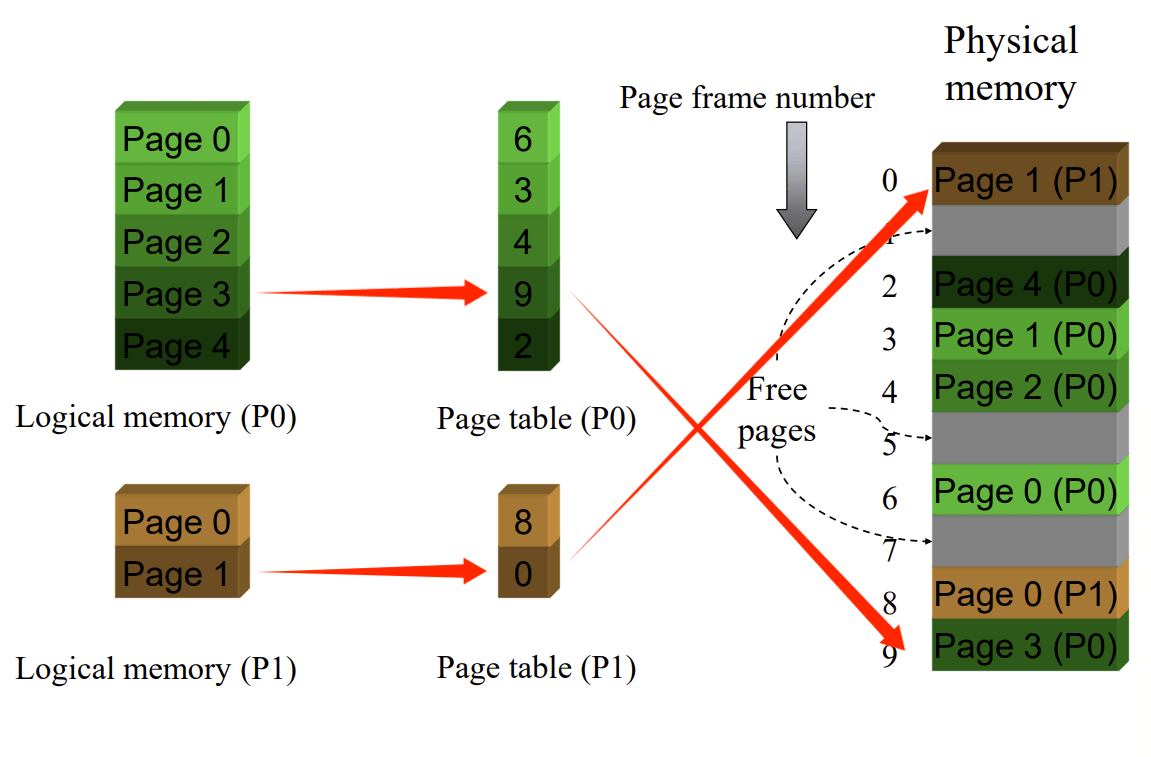 Physical
memory
Page frame number
Page 0
Page 1
Page 2
Page 3
Page 4
Logical memory (P0)
6
3
4
9
2
Page table (P0)
Page 0
Page 1
Logical memory (P1)
8
0
Page table (P1)
Free
pages
0
1
2
3
4
5
6
7
8
9
Page 1 (P1)
Page 4 (P0)
Page 1 (P0)
Page 2 (P0)
Page 0 (P0)
Page 0 (P1)
Page 3 (P0)